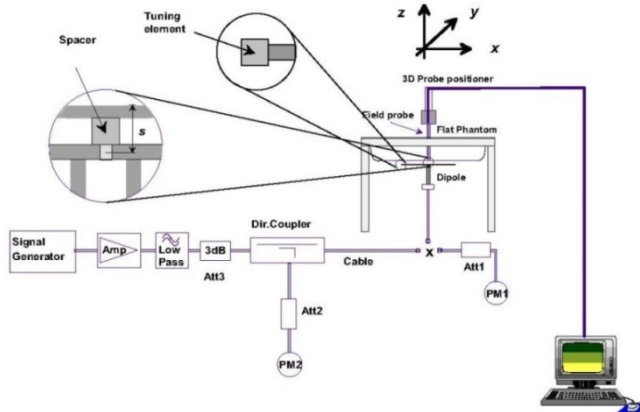 Tuning
element
Spacer
s
z
y
x
3D Probe positioner
Field probe
Flat Phantom
Dipole
Dir.Coupler
Signal
Generator
Amp
Low
Pass
3dB
Att3
Cable
x
Att1
PM1
Att2
PM2